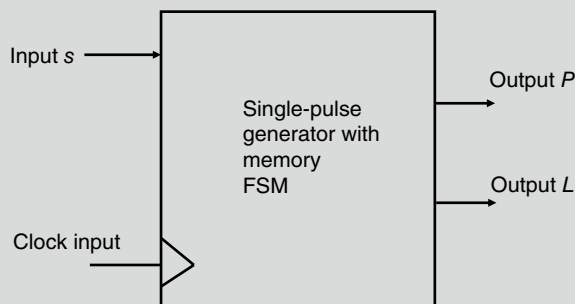 Input s
Output P
Single-pulse
generator with
memory
FSM
Output L
Clock input